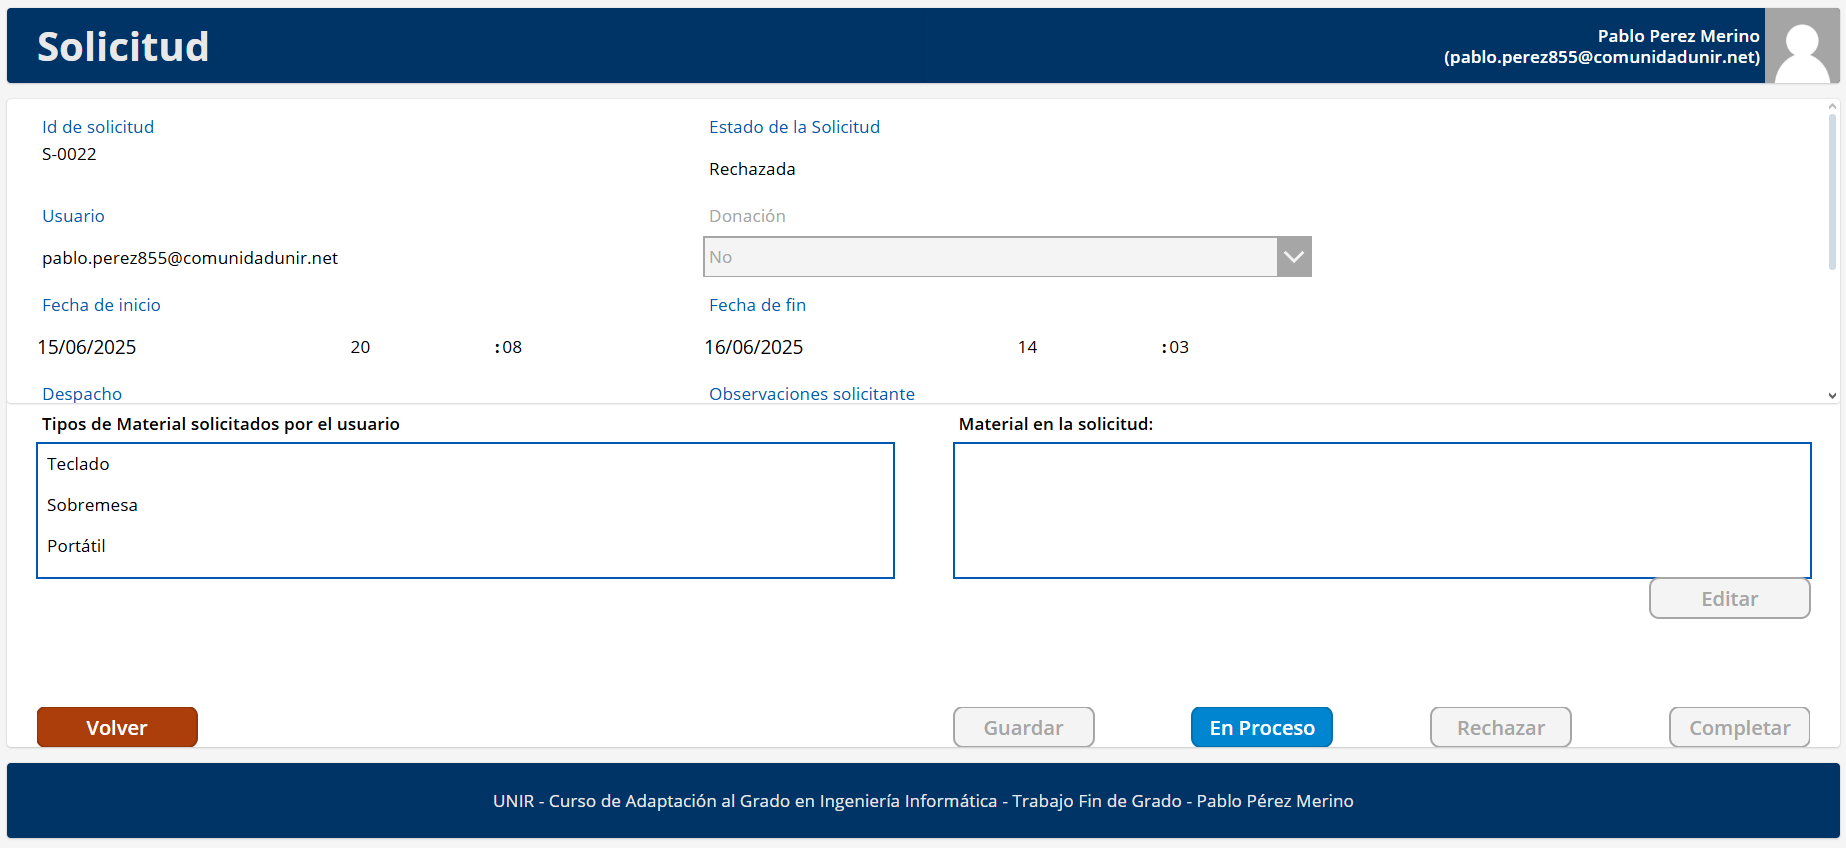 Solicitud
Pablo Perez Merino
(pablo.perez855@comunidadunir.net)
Id de solicitud
S-0022
Estado de la Solicitud
Rechazada
Usuario
pablo.perez855@comunidadunir.net
Donación
No
Fecha de inicio
15/06/2025 20 :08
Fecha de fin
16/06/2025 14 :03
Despacho
Observaciones solicitante
Tipos de Material solicitados por el usuario
Teclado
Sobremesa
Portátil
Material en la solicitud:
Editar
Volver
Guardar
En Proceso
Rechazar
Completar
UNIR - Curso de Adaptación al Grado en Ingeniería Informática - Trabajo Fin de Grado - Pablo Pérez Merino